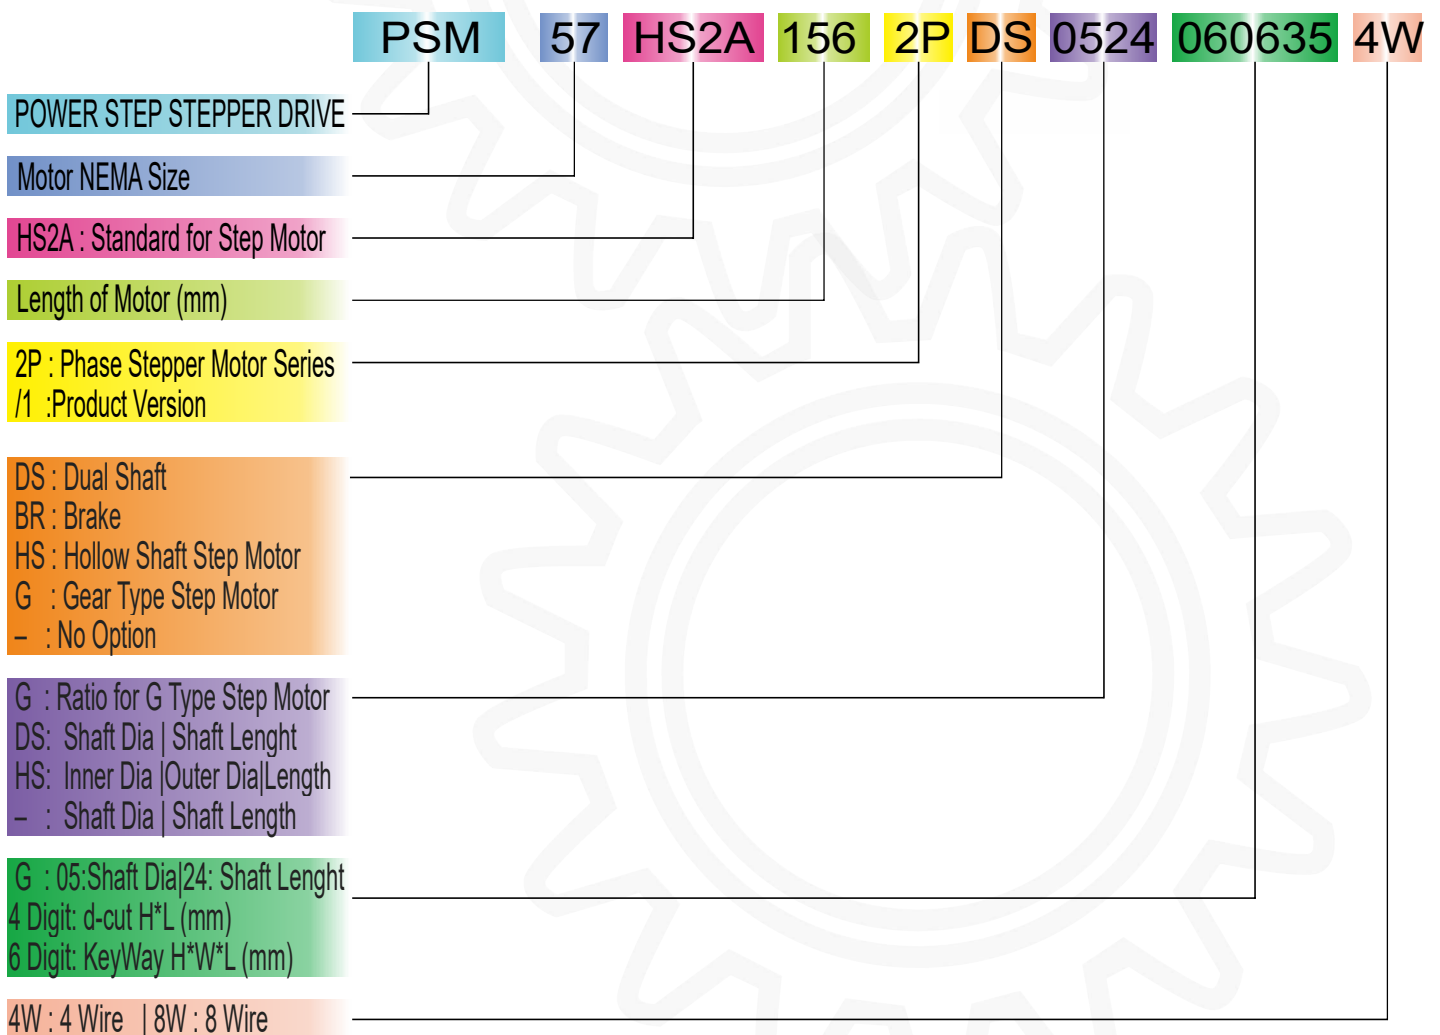 PSM 57 HS2A 156 2P DS 0524 060635 4W
POWER STEP STEPPER DRIVE
Motor NEMA Size
HS2A : Standard for Step Motor
Length of Motor (mm)
2P : Phase Stepper Motor Series
/1 :Product Version
DS : Dual Shaft
BR : Brake
HS : Hollow Shaft Step Motor
G : Gear Type Step Motor
– : No Option
G : Ratio for G Type Step Motor
DS: Shaft Dia | Shaft Lenght
HS: Inner Dia |Outer Dia|Length
– : Shaft Dia | Shaft Length
G : 05:Shaft Dia|24: Shaft Lenght
4 Digit: d-cut H*L (mm)
6 Digit: KeyWay H*W*L (mm)
4W : 4 Wire | 8W : 8 Wire